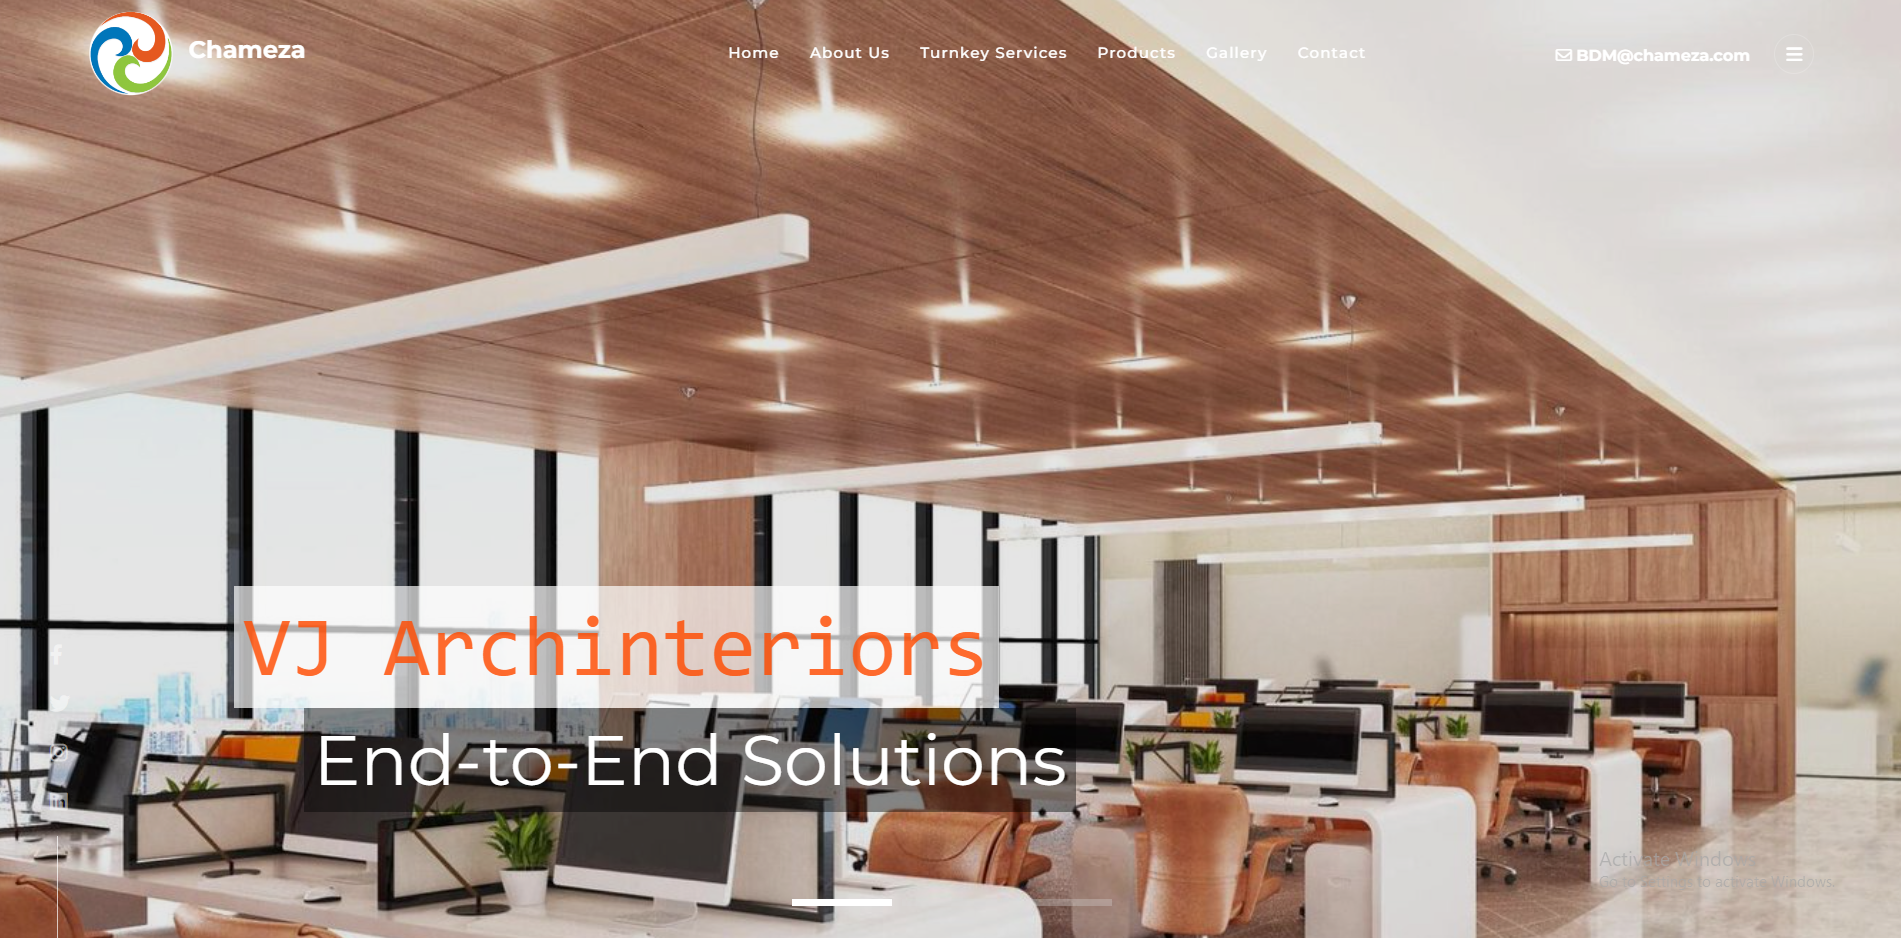 Chameza
Home About Us Turnkey Services Products Gallery Contact
BDM@chameza.com
VJ Archinteriors
End-to-End Solutions
Activate Windows
Go to Settings to activate Windows.